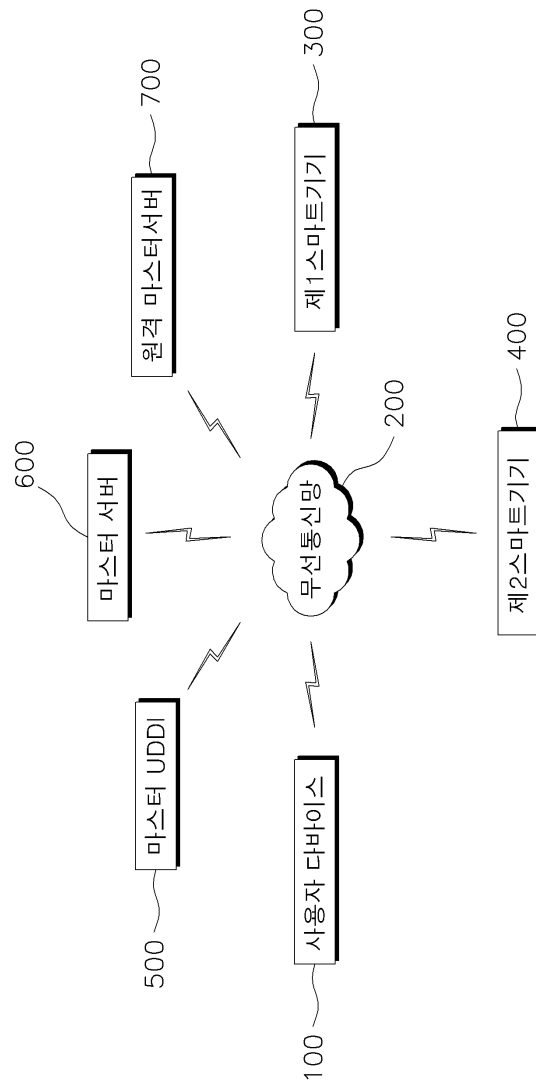 600
마스터 서버
500
마스터 UDDI
700
원격 마스터서버
100
사용자 다바이스
무선통신망
200
300
제1스마트기기
400
제2스마트기기